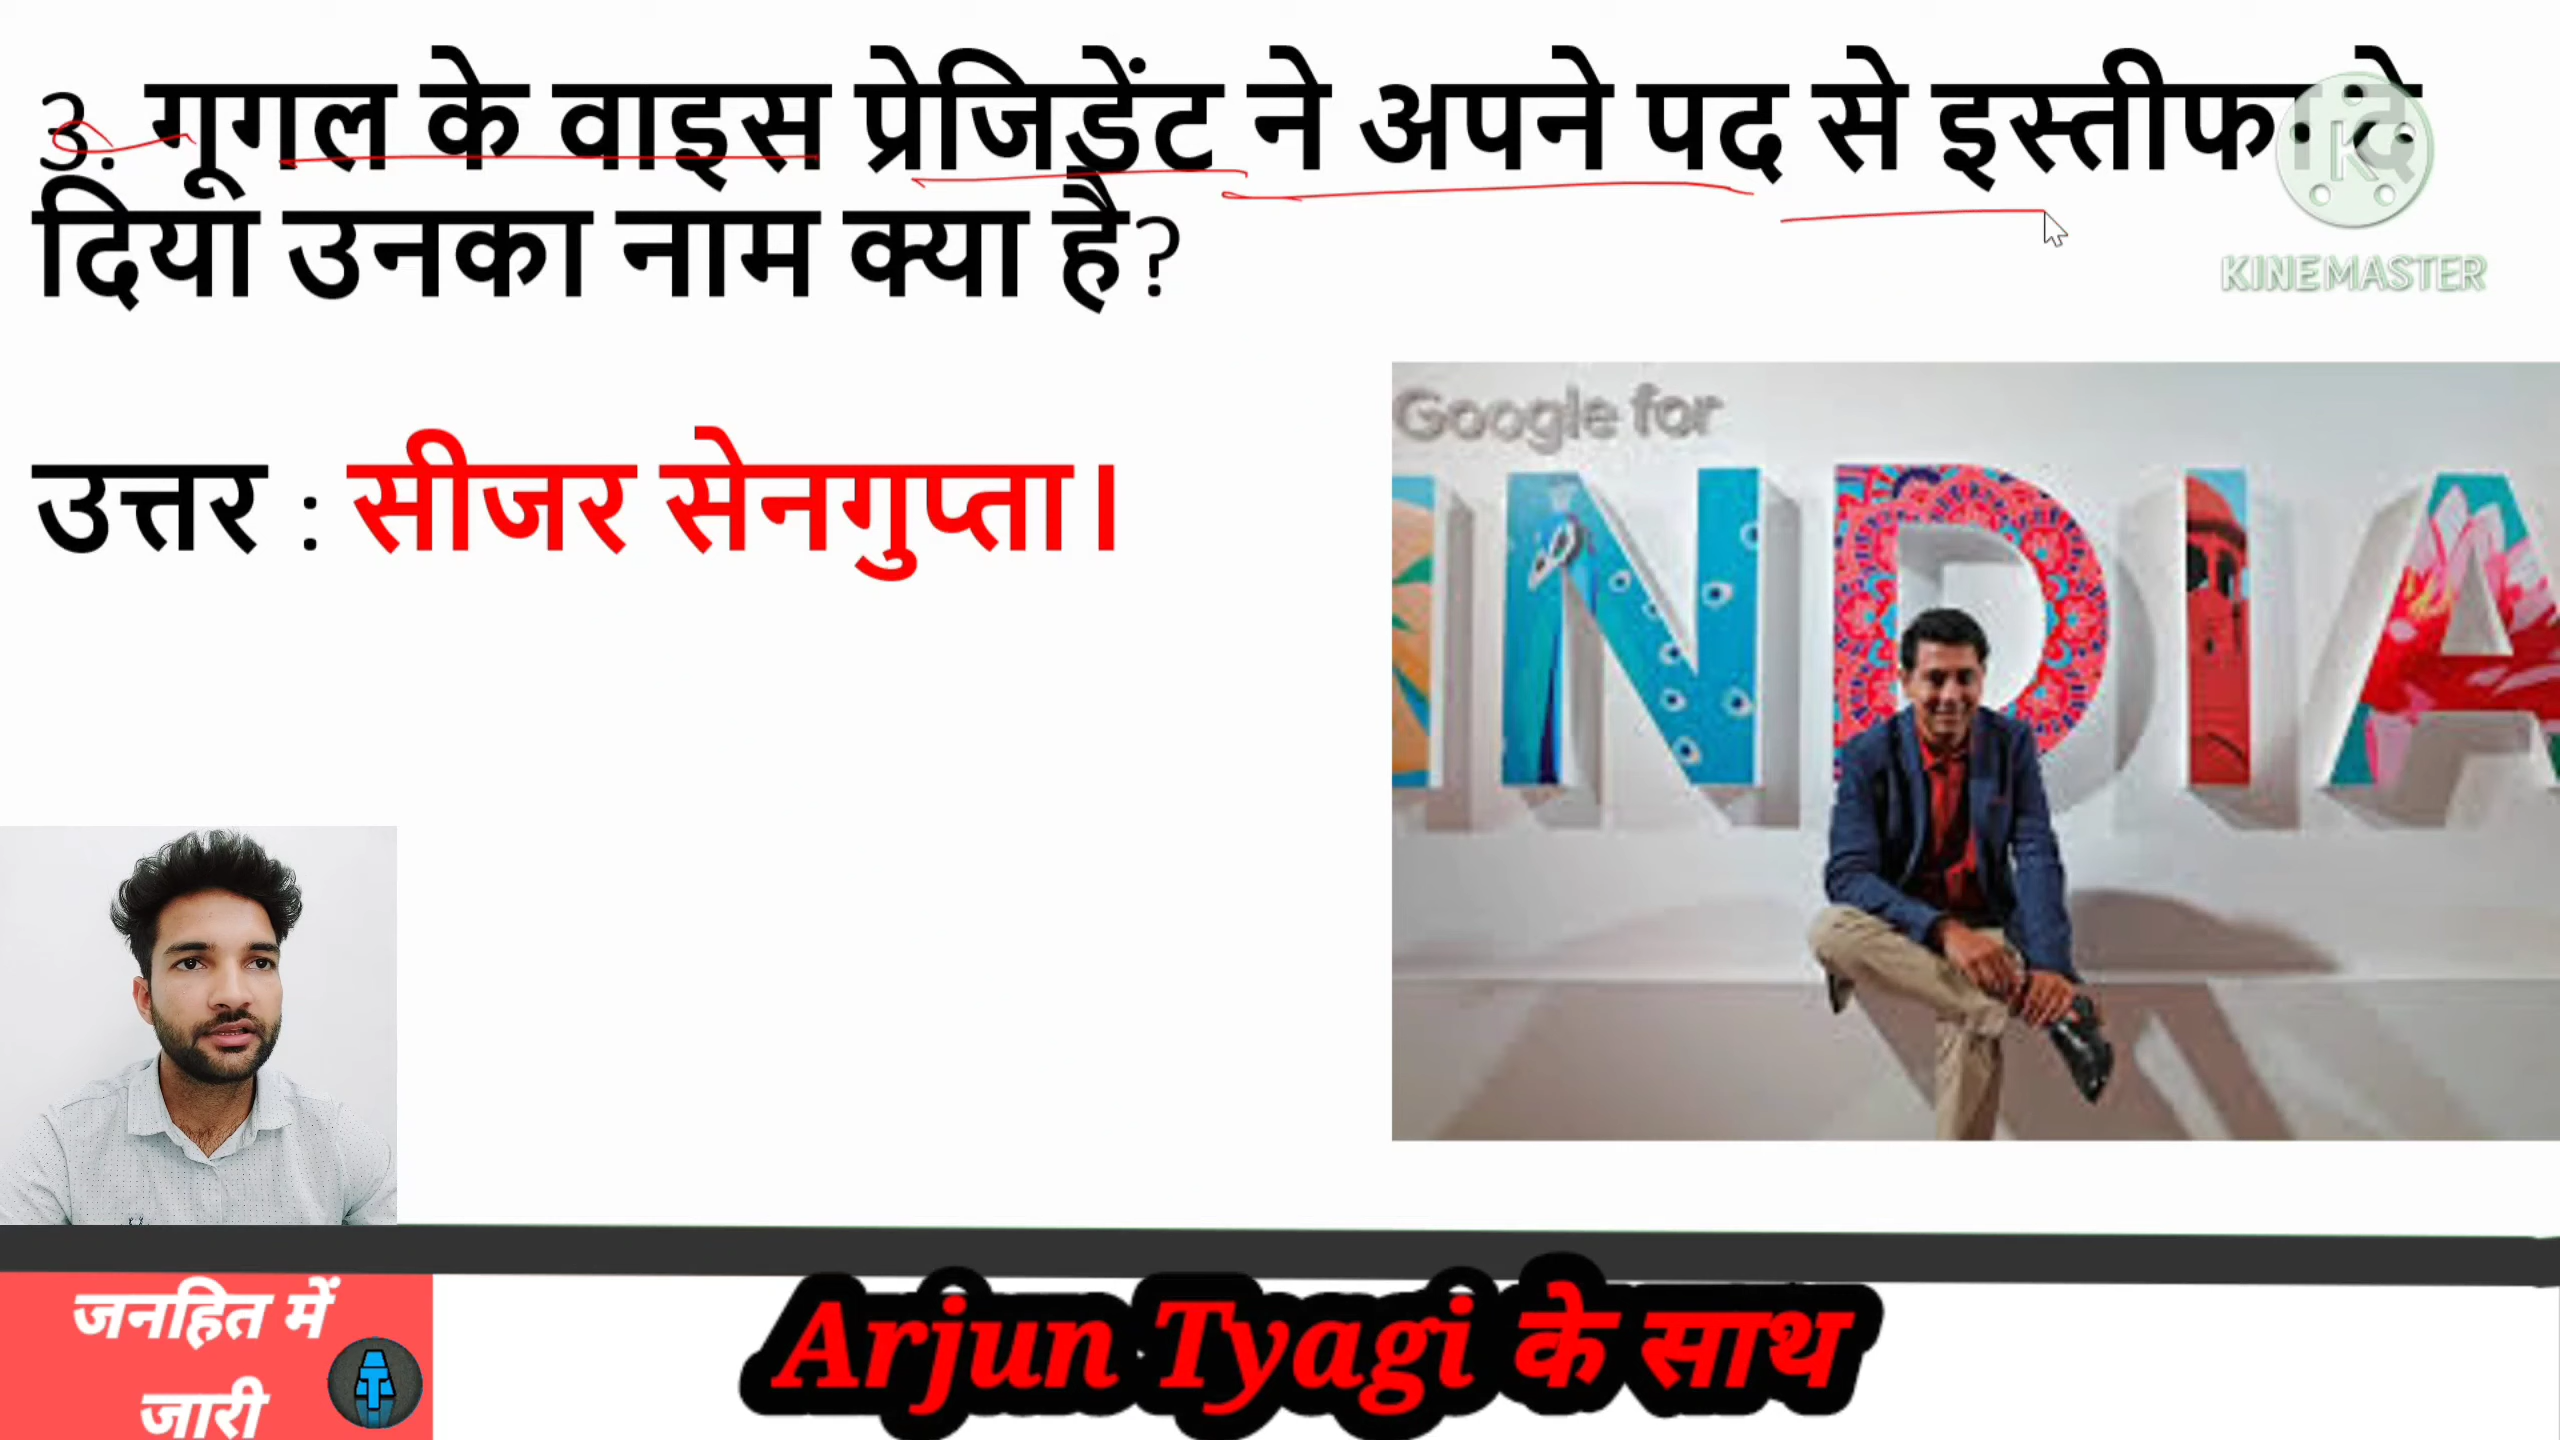 3. गूगल के वाइस प्रेजिडेंट ने अपने पद से इस्तीफा दे
दिया उनका नाम क्या है?
KINEMASTER
उत्तर : सीजर सेनगुप्ता।
Google for
INDIA
जनहित में
जारी
Arjun Tyagi के साथ